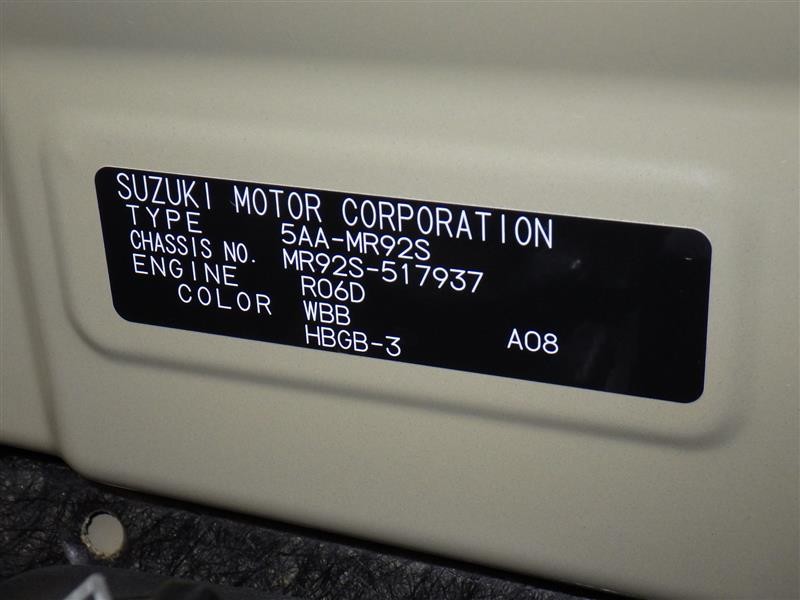 SUZUKI MOTOR CORPORATION
TYPE 5AA-MR92S
CHASSIS NO. MR92S-517937
ENGINE R06D
COLOR WBB
HBGB-3 A08